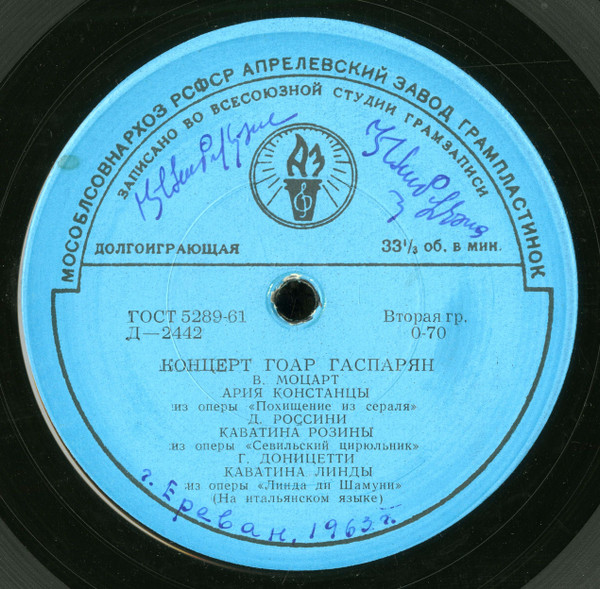 МОСОБЛСОВНАРХОЗ РСФСР АПРЕЛЕВСКИЙ ЗАВОД ГРАМПЛАСТИНОК
ЗАПИСАНО ВО ВСЕСОЮЗНОЙ СТУДИИ ГРАМЗАПИСИ
АЗ
ДОЛГОИГРАЮЩАЯ 33⅓ об. в мин.
ГОСТ 5289-61 Вторая гр.
Д—2442 0-70
КОНЦЕРТ ГОАР ГАСПАРЯН
В. МОЦАРТ
АРИЯ КОНСТАНЦЫ
из оперы «Похищение из сераля»
Д. РОССИНИ
КАВАТИНА РОЗИНЫ
из оперы «Севильский цирюльник»
Г. ДОНИЦЕТТИ
КАВАТИНА ЛИНДЫ
из оперы «Линда ди Шамуни»
(На итальянском языке)
г. Ереван, 1963 г.